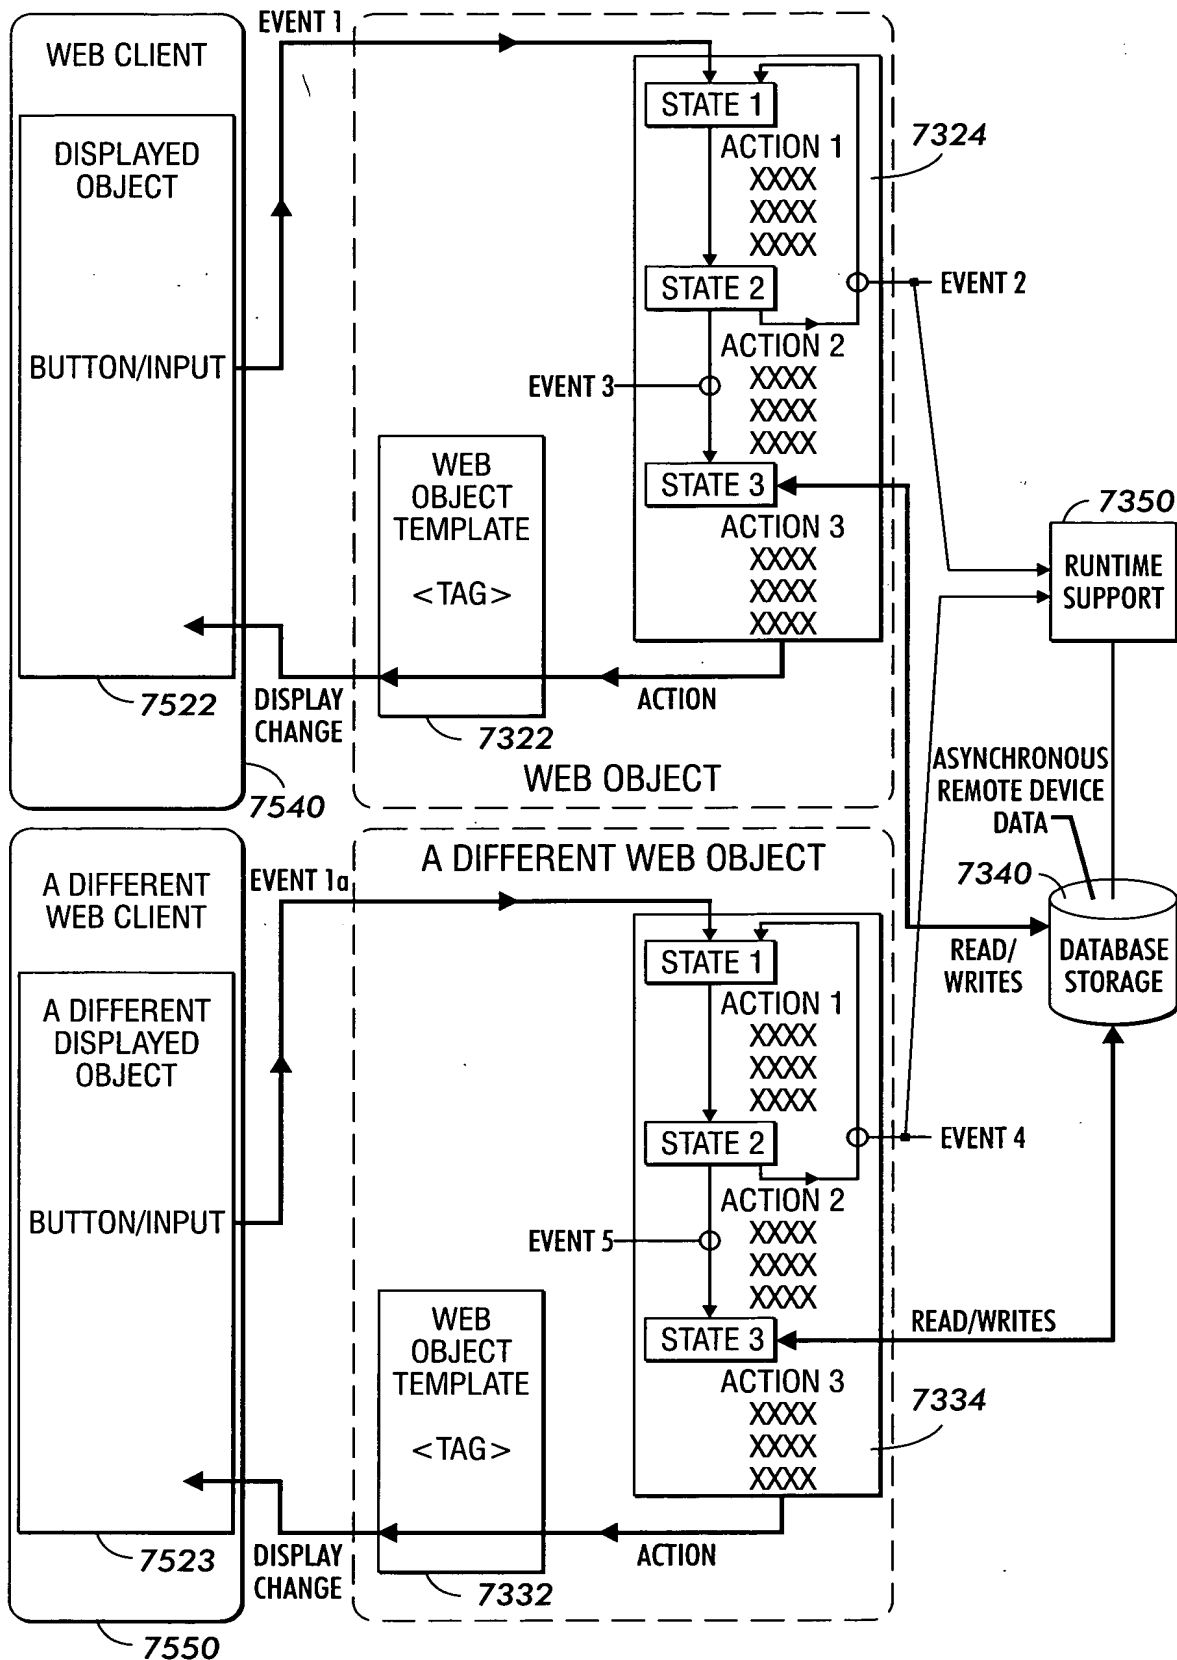 EVENT 1
WEB CLIENT
DISPLAYED
OBJECT
BUTTON/INPUT
7522
DISPLAY
CHANGE
7540
STATE 1
ACTION 1
XXXX
XXXX
XXXX
7324
STATE 2
EVENT 2
ACTION 2
XXXX
XXXX
XXXX
EVENT 3
STATE 3
ACTION 3
XXXX
XXXX
XXXX
WEB
OBJECT
TEMPLATE
<TAG>
ACTION
7322
WEB OBJECT
7350
RUNTIME
SUPPORT
ASYNCHRONOUS
REMOTE DEVICE
DATA
7340
DATABASE
STORAGE
READ/
WRITES
A DIFFERENT WEB OBJECT
EVENT 1a
A DIFFERENT
WEB CLIENT
A DIFFERENT
DISPLAYED
OBJECT
BUTTON/INPUT
7523
DISPLAY
CHANGE
7550
STATE 1
ACTION 1
XXXX
XXXX
XXXX
STATE 2
EVENT 4
ACTION 2
XXXX
XXXX
XXXX
EVENT 5
STATE 3
READ/WRITES
ACTION 3
XXXX
XXXX
XXXX
7334
WEB
OBJECT
TEMPLATE
<TAG>
ACTION
7332